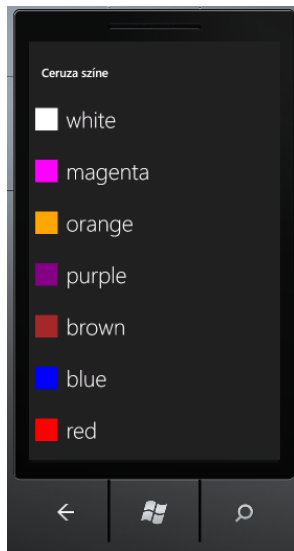 Ceruza színe
white
magenta
orange
purple
brown
blue
red